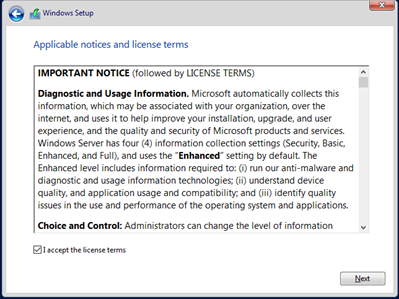 Windows Setup
Applicable notices and license terms
IMPORTANT NOTICE (followed by LICENSE TERMS)
Diagnostic and Usage Information. Microsoft automatically collects this
information, which may be associated with your organization, over the
internet, and uses it to help improve your installation, upgrade, and user
experience, and the quality and security of Microsoft products and services.
Windows Server has four (4) information collection settings (Security, Basic,
Enhanced, and Full), and uses the “Enhanced” setting by default. The
Enhanced level includes information required to: (i) run our anti-malware and
diagnostic and usage information technologies; (ii) understand device
quality, and application usage and compatibility; and (iii) identify quality
issues in the use and performance of the operating system and applications.
Choice and Control: Administrators can change the level of information
I accept the license terms
Next